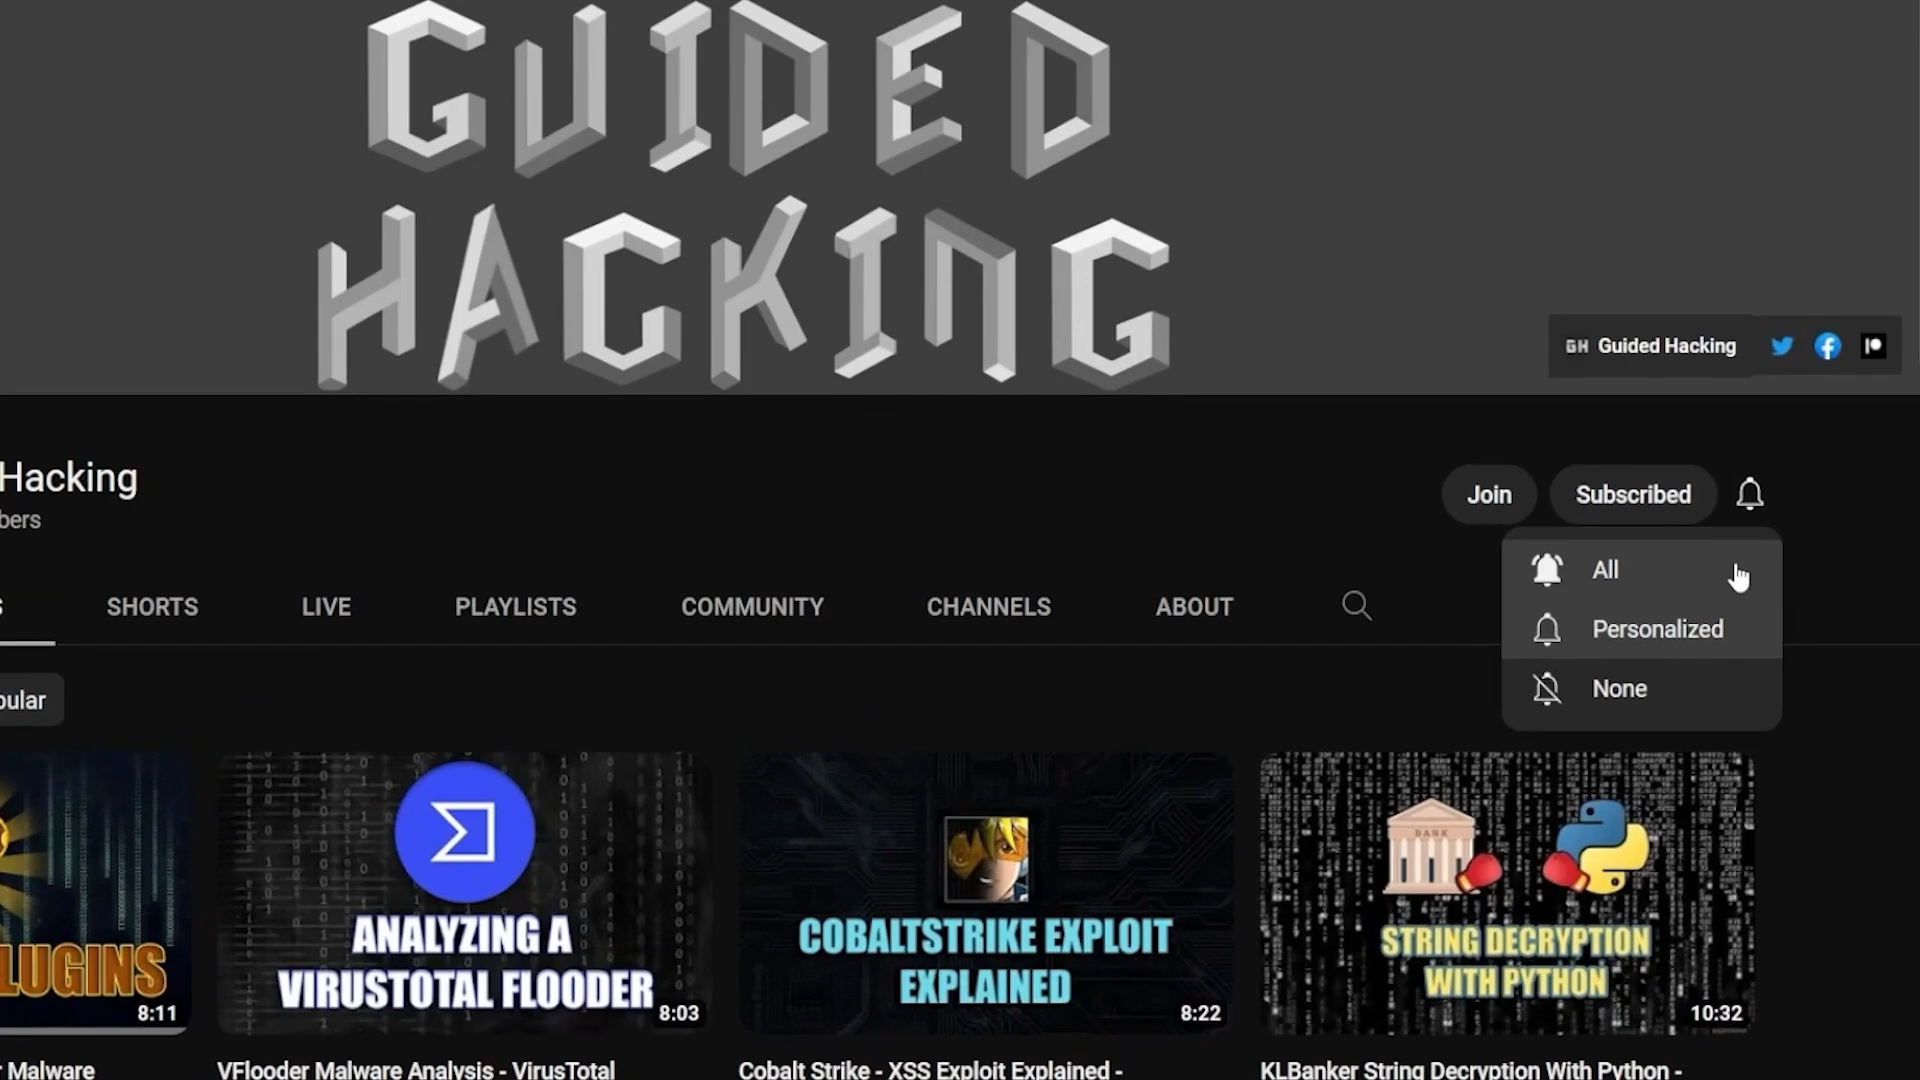 GUIDED
HACKING
GH Guided Hacking
Hacking
bers
Join
Subscribed
All
Personalized
None
S SHORTS LIVE PLAYLISTS COMMUNITY CHANNELS ABOUT
pular
LUGINS
8:11
ANALYZING A
VIRUSTOTAL FLOODER
8:03
COBALTSTRIKE EXPLOIT
EXPLAINED
8:22
BANK
STRING DECRYPTION
WITH PYTHON
10:32
r Malware
VFlooder Malware Analysis - VirusTotal
Cobalt Strike - XSS Exploit Explained -
KLBanker String Decryption With Python -